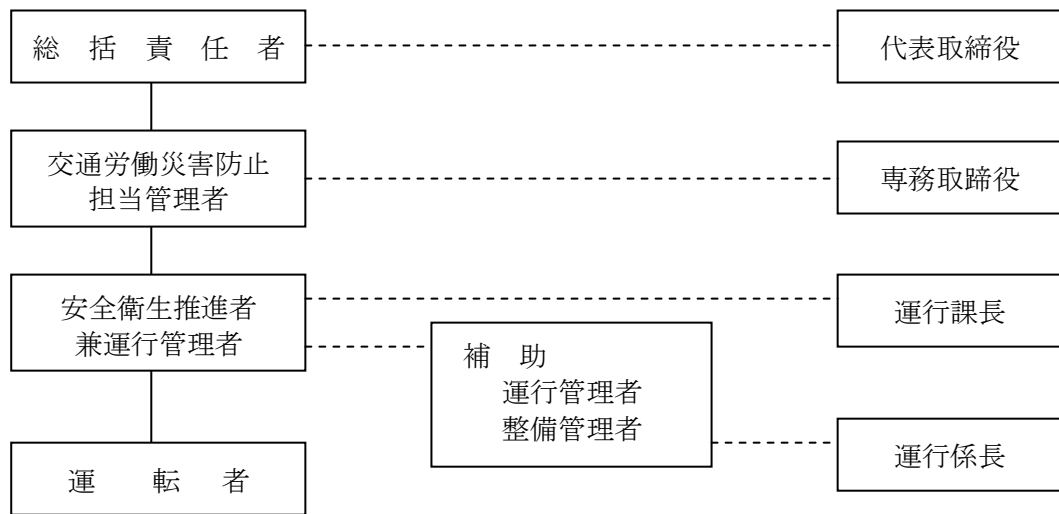 総括責任者
代表取締役
交通労働災害防止
担当管理者
専務取締役
安全衛生推進者
兼運行管理者
運行課長
補助
運行管理者
整備管理者
運行係長
運転者